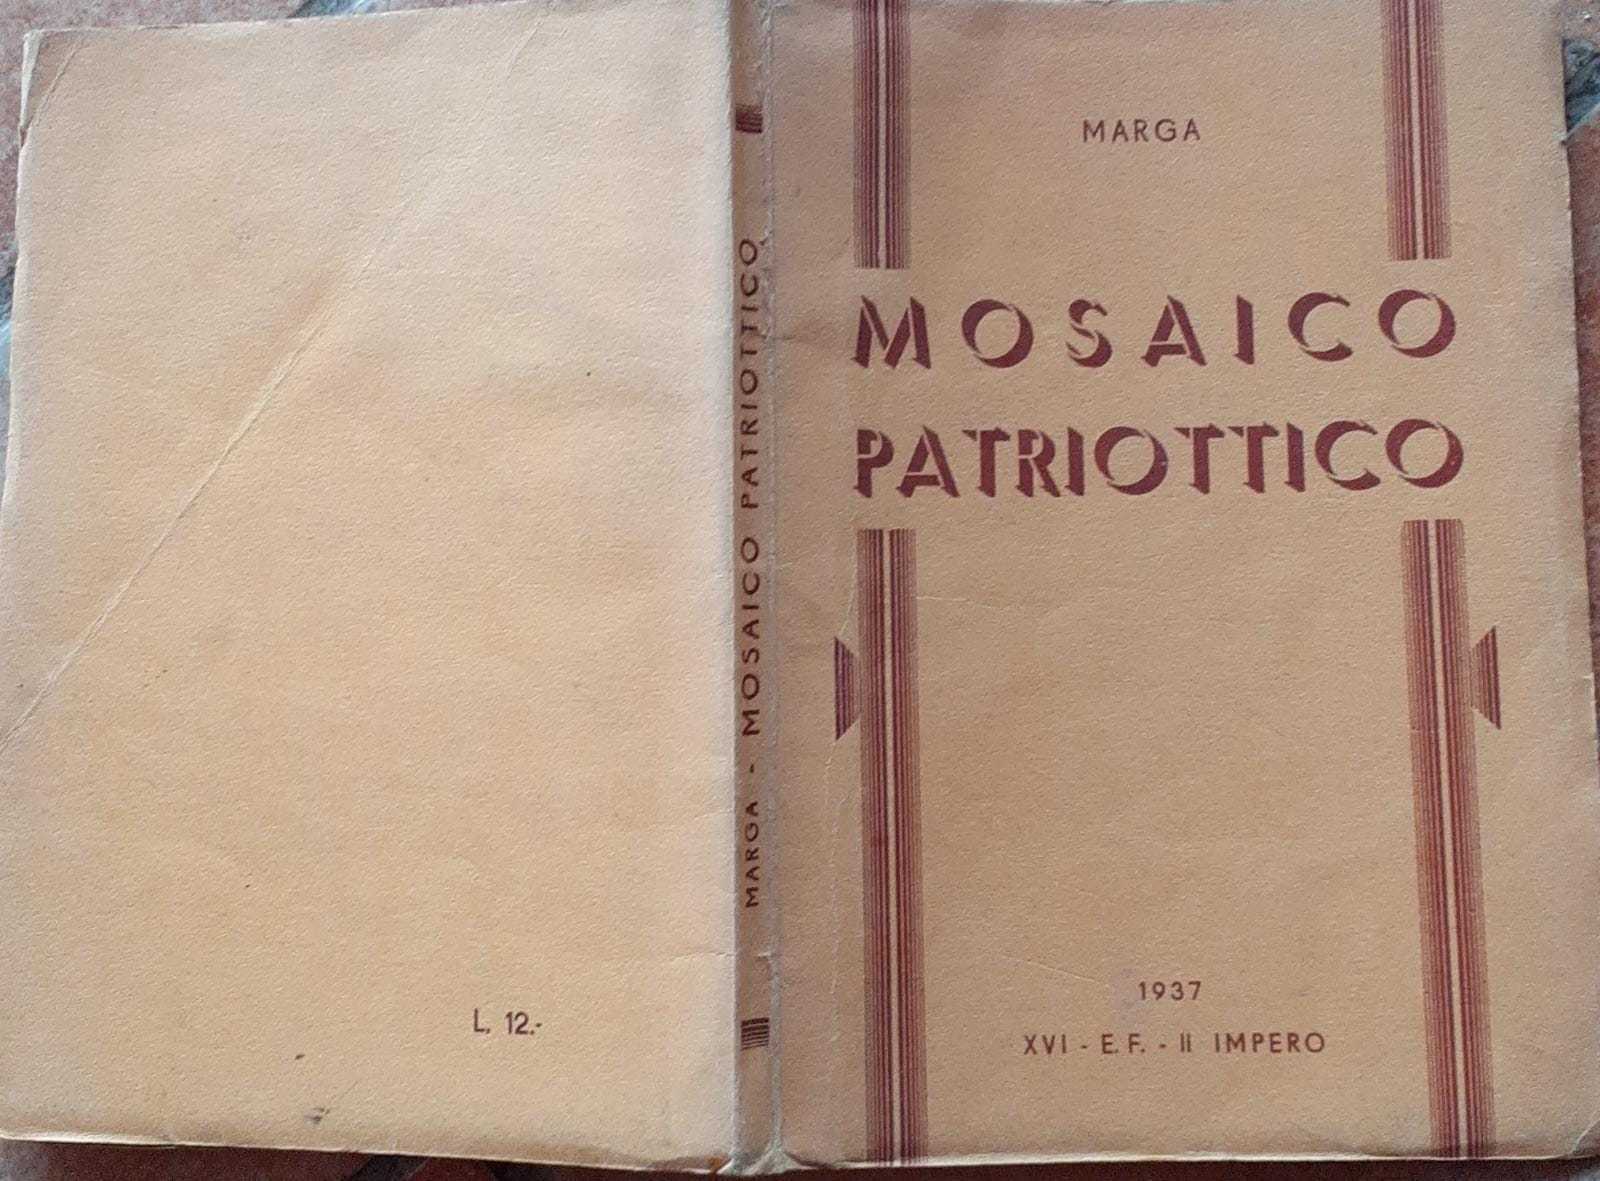 L. 12.-
MARGA - MOSAICO PATRIOTTICO
MARGA
MOSAICO
PATRIOTTICO
1937
XVI - E. F. - II IMPERO